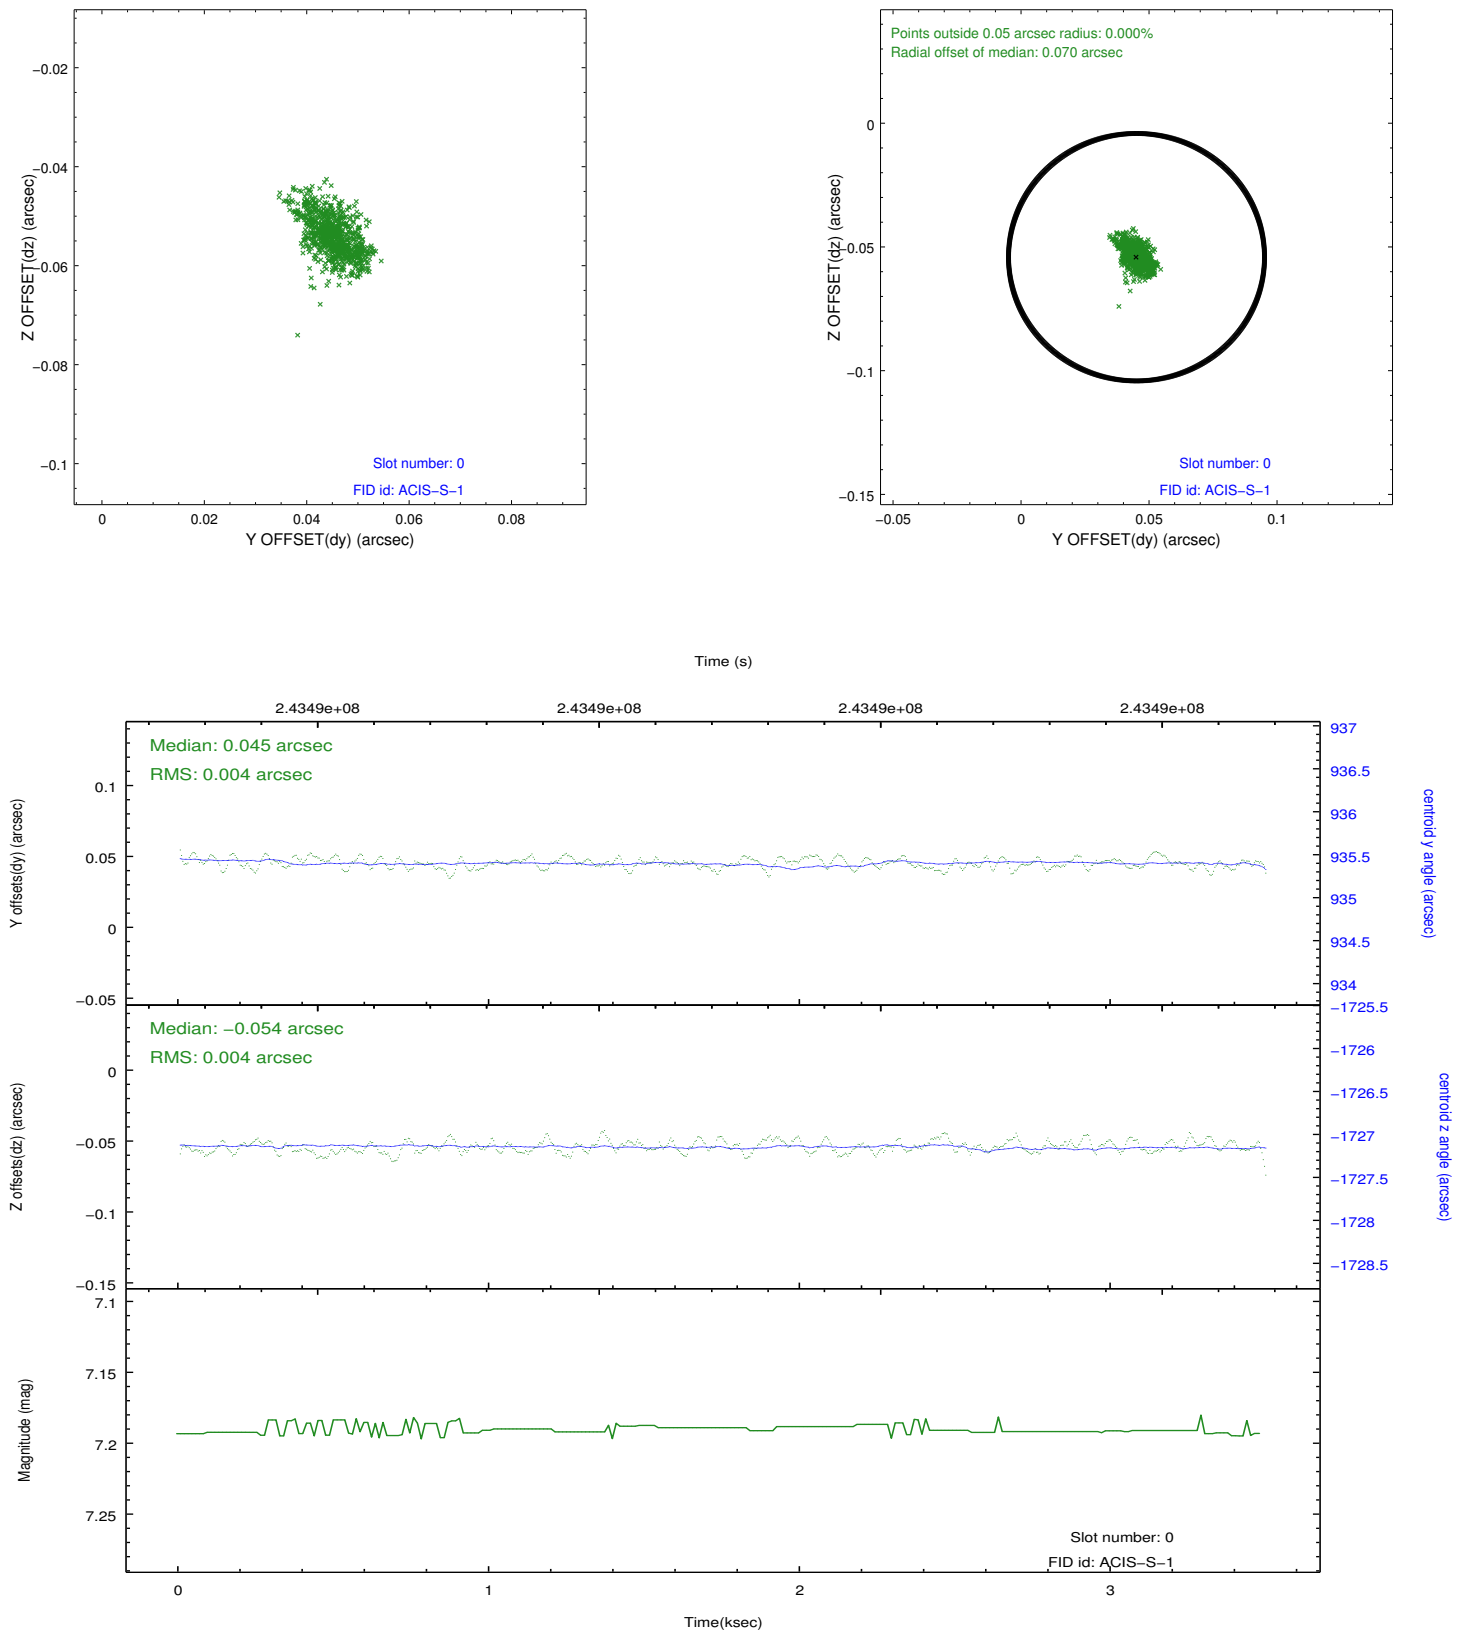 −0.02
−0.04
−0.06
−0.08
−0.1
Z OFFSET(dz) (arcsec)
Slot number: 0
FID id: ACIS−S−1
0 0.02 0.04 0.06 0.08
Y OFFSET(dy) (arcsec)
Points outside 0.05 arcsec radius: 0.000%
Radial offset of median: 0.070 arcsec
0
−0.05
−0.1
−0.15
Z OFFSET(dz) (arcsec)
Slot number: 0
FID id: ACIS−S−1
−0.05 0 0.05 0.1
Y OFFSET(dy) (arcsec)
Time (s)
2.4349e+08 2.4349e+08 2.4349e+08 2.4349e+08
Median: 0.045 arcsec
RMS: 0.004 arcsec
0.1
0.05
0
−0.05
Y offsets(dy) (arcsec)
937
936.5
936
935.5
935
934.5
934
centroid y angle (arcsec)
Median: −0.054 arcsec
RMS: 0.004 arcsec
0
−0.05
−0.1
−0.15
Z offsets(dz) (arcsec)
−1725.5
−1726
−1726.5
−1727
−1727.5
−1728
−1728.5
centroid z angle (arcsec)
7.1
7.15
7.2
7.25
Magnitude (mag)
Slot number: 0
FID id: ACIS−S−1
0 1 2 3
Time(ksec)